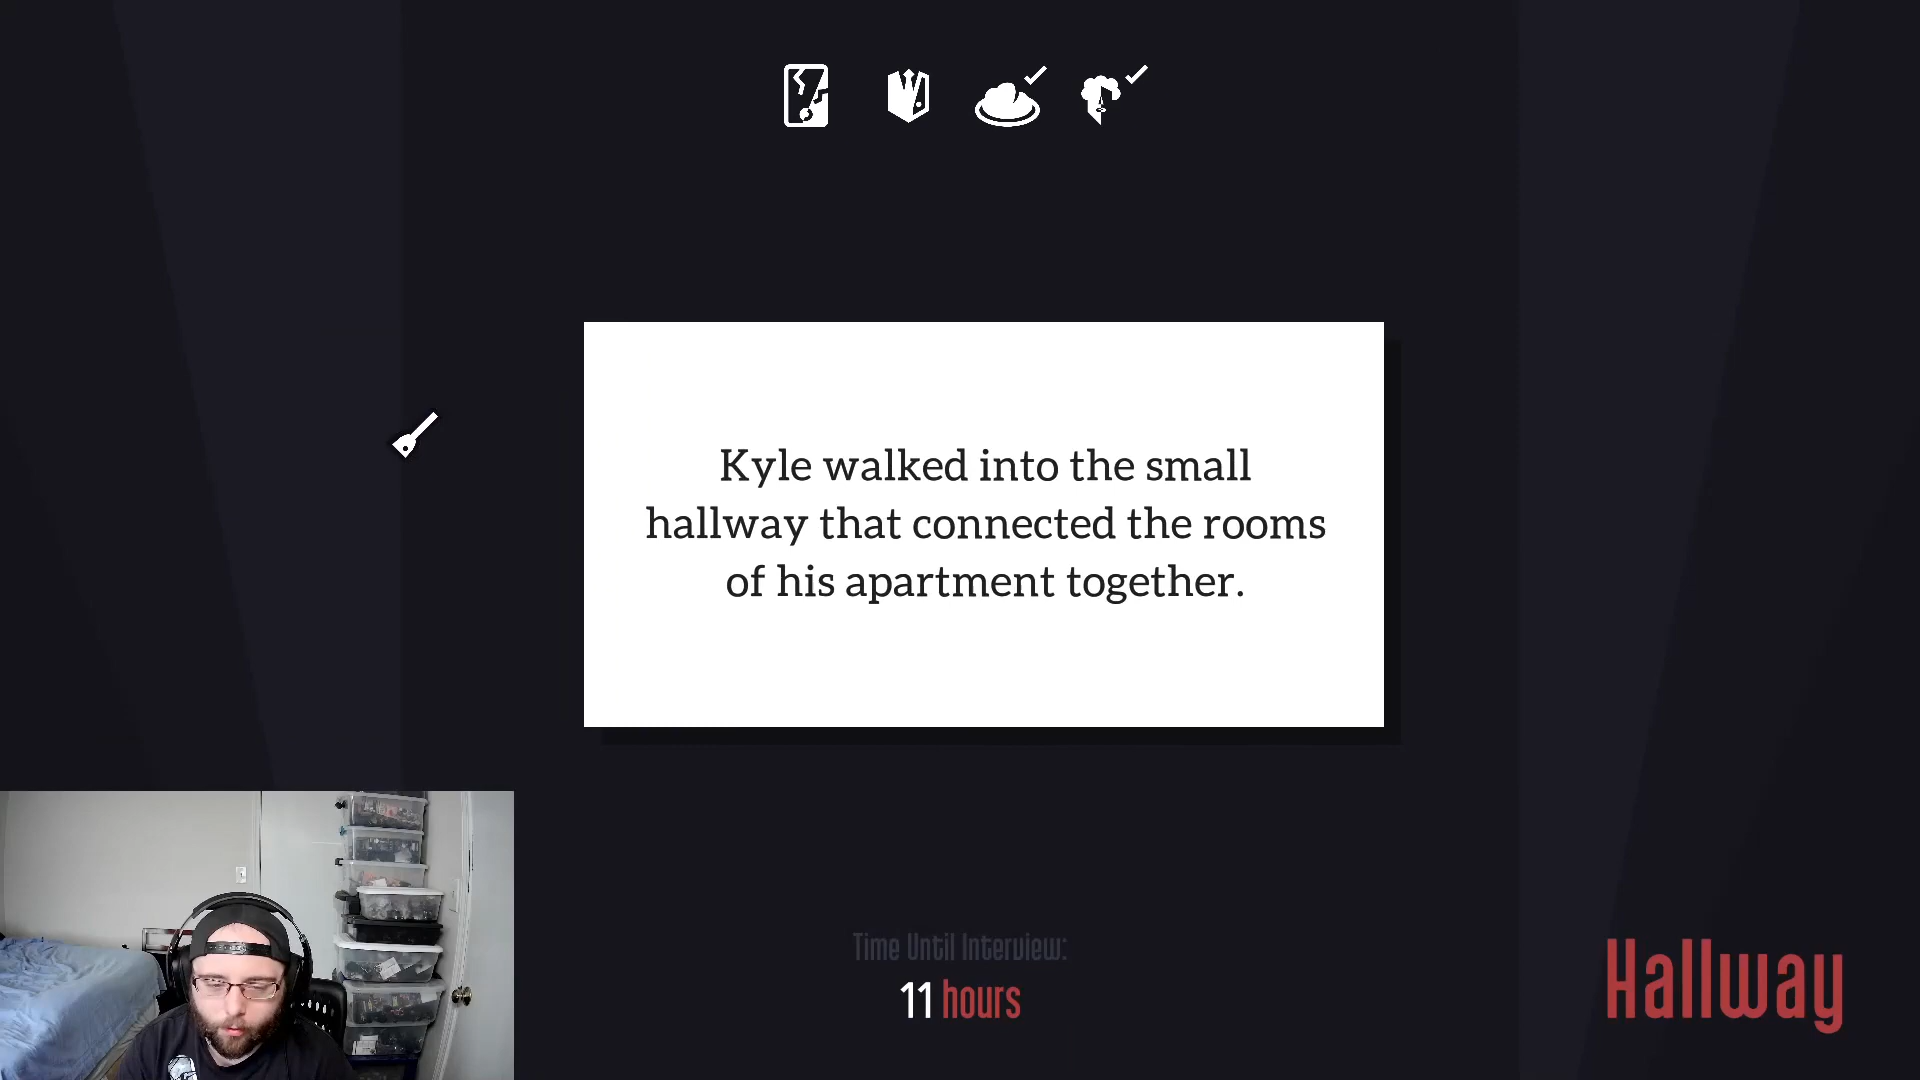 Kyle walked into the small
hallway that connected the rooms
of his apartment together.
Time Until Interview:
11 hours
Hallway